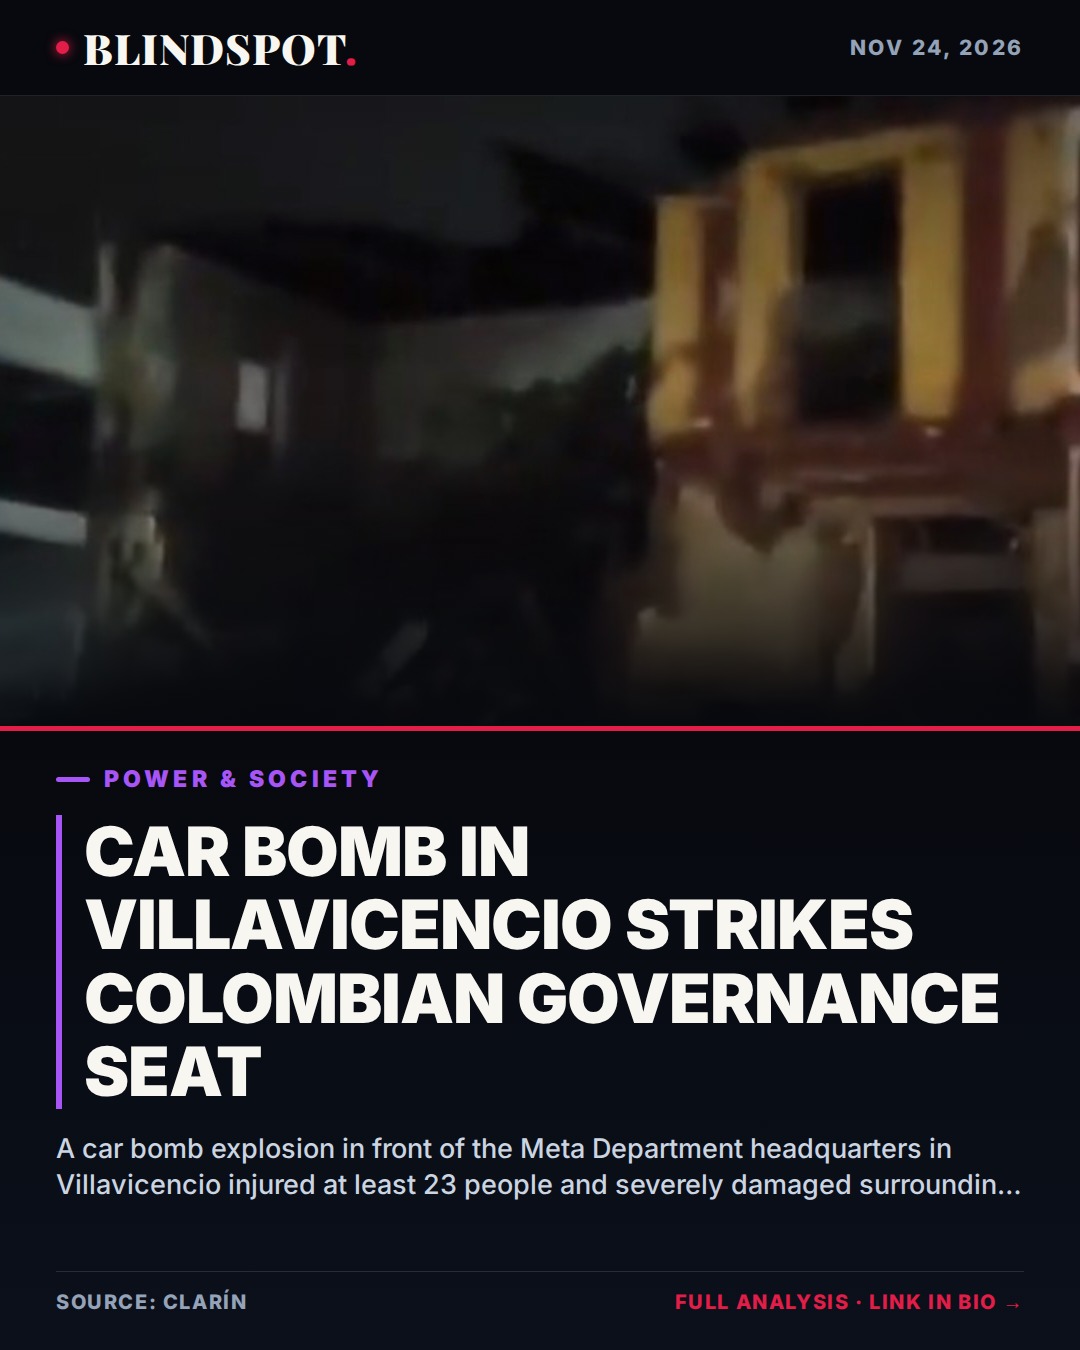 BLINDSPOT.
NOV 24, 2026
POWER & SOCIETY
CAR BOMB IN
VILLAVICENCIO STRIKES
COLOMBIAN GOVERNANCE
SEAT
A car bomb explosion in front of the Meta Department headquarters in
Villavicencio injured at least 23 people and severely damaged surroundin...
SOURCE: CLARÍN
FULL ANALYSIS · LINK IN BIO →